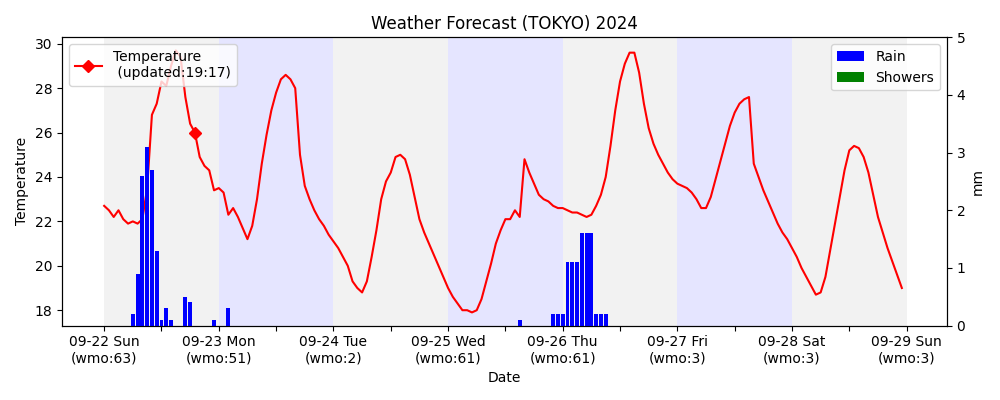 Weather Forecast (TOKYO) 2024
Temperature
(updated:19:17)
Rain
Showers
30
28
26
24
22
20
18
Temperature
5
4
3
2
1
0
mm
09-22 Sun
(wmo:63)
09-23 Mon
(wmo:51)
09-24 Tue
(wmo:2)
09-25 Wed
(wmo:61)
09-26 Thu
(wmo:61)
09-27 Fri
(wmo:3)
09-28 Sat
(wmo:3)
09-29 Sun
(wmo:3)
Date